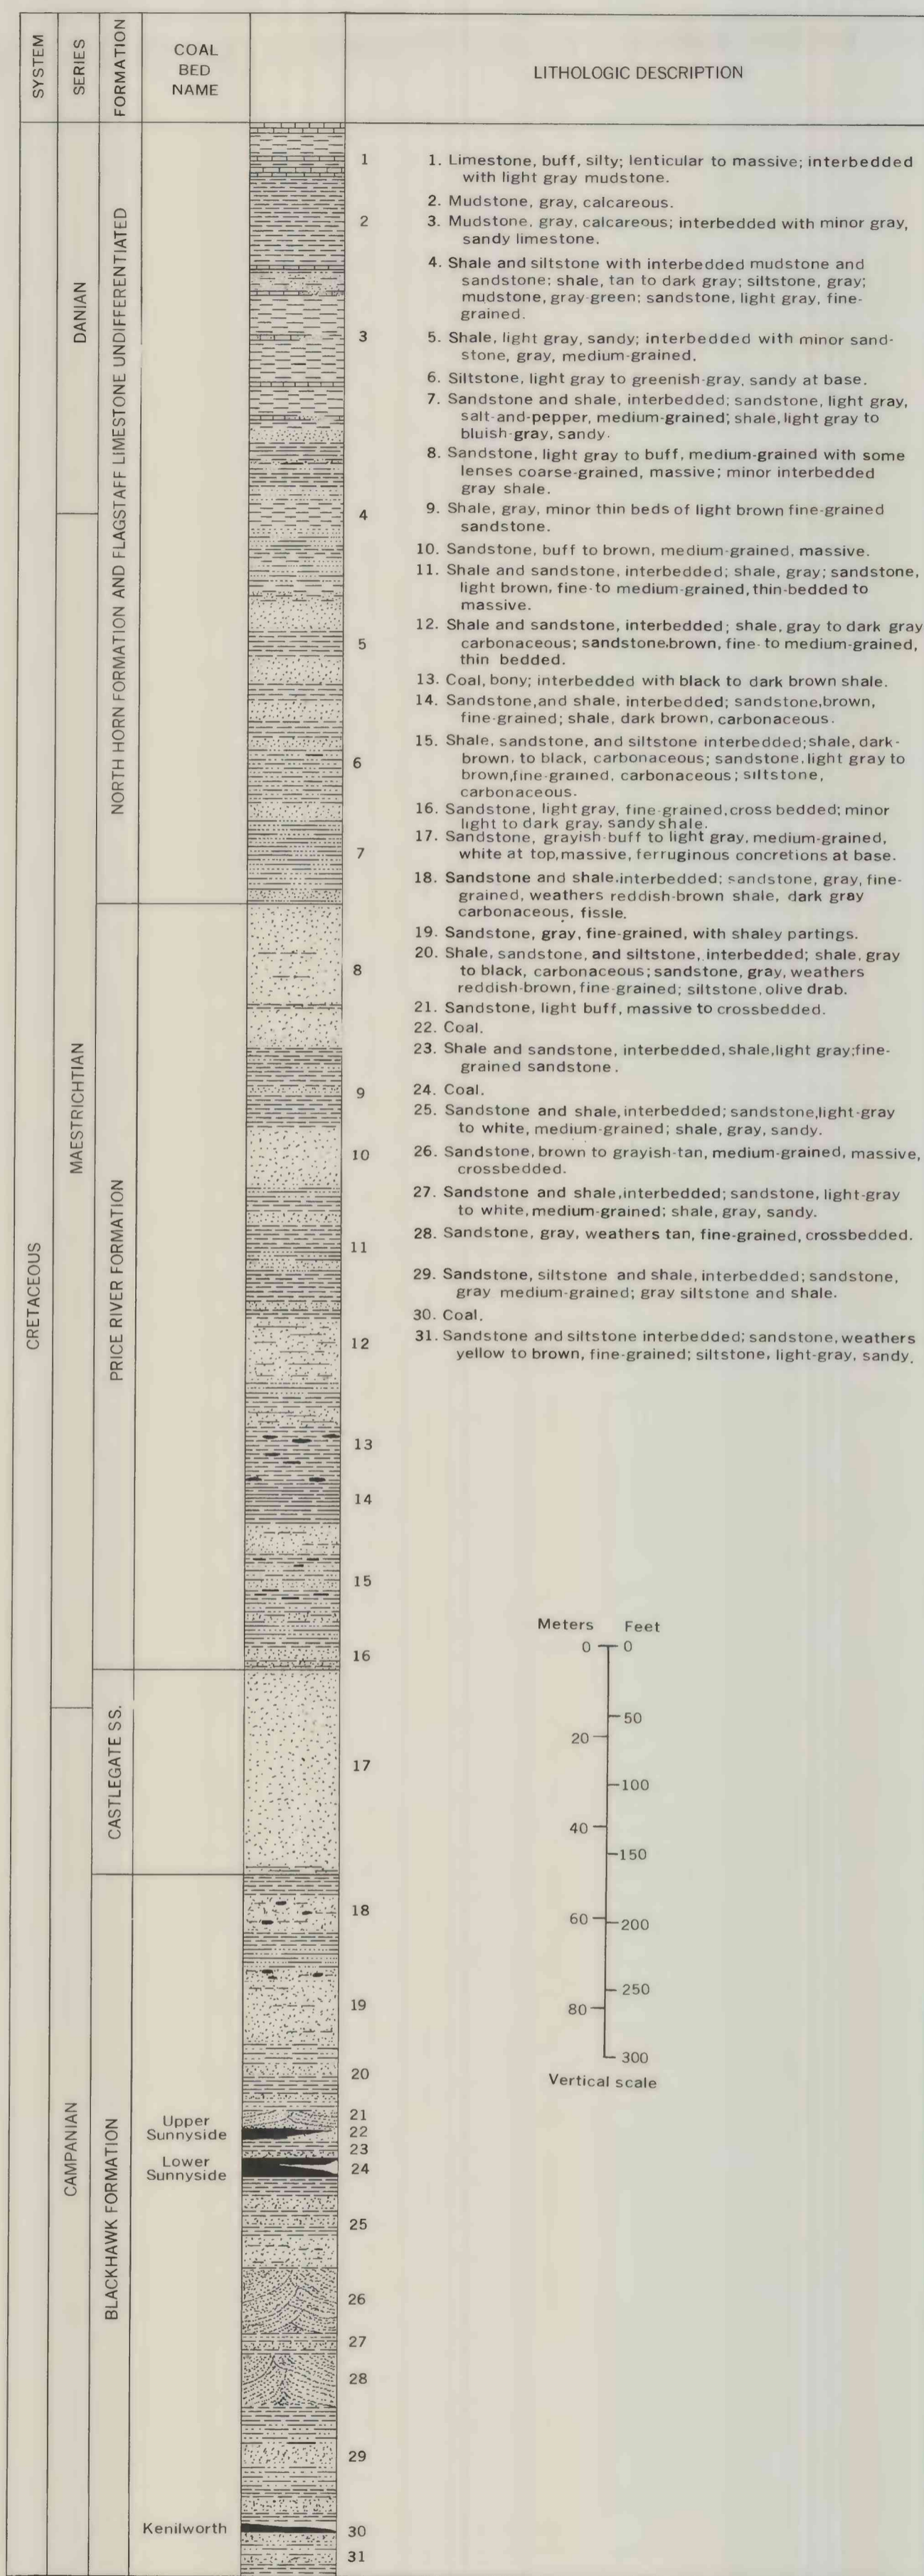 SYSTEM
SERIES
FORMATION
COAL
BED
NAME
LITHOLOGIC DESCRIPTION
CRETACEOUS
DANIAN
MAESTRICHTIAN
CAMPANIAN
NORTH HORN FORMATION AND FLAGSTAFF LIMESTONE UNDIFFERENTIATED
PRICE RIVER FORMATION
CASTLEGATE SS.
BLACKHAWK FORMATION
Upper
Sunnyside
Lower
Sunnyside
Kenilworth
1
2
3
4
5
6
7
8
9
10
11
12
13
14
15
16
17
18
19
20
21
22
23
24
25
26
27
28
29
30
31
1. Limestone, buff, silty; lenticular to massive; interbedded
with light gray mudstone.
2. Mudstone, gray, calcareous.
3. Mudstone, gray, calcareous; interbedded with minor gray,
sandy limestone.
4. Shale and siltstone with interbedded mudstone and
sandstone; shale, tan to dark gray; siltstone, gray;
mudstone, gray-green; sandstone, light gray, fine-
grained.
5. Shale, light gray, sandy; interbedded with minor sand-
stone, gray, medium-grained.
6. Siltstone, light gray to greenish-gray, sandy at base.
7. Sandstone and shale, interbedded; sandstone, light gray,
salt-and-pepper, medium-grained; shale, light gray to
bluish-gray, sandy.
8. Sandstone, light gray to buff, medium-grained with some
lenses coarse-grained, massive; minor interbedded
gray shale.
9. Shale, gray, minor thin beds of light brown fine-grained
sandstone.
10. Sandstone, buff to brown, medium-grained, massive.
11. Shale and sandstone, interbedded; shale, gray; sandstone,
light brown, fine-to medium-grained, thin-bedded to
massive.
12. Shale and sandstone, interbedded; shale, gray to dark gray
carbonaceous; sandstone,brown, fine- to medium-grained,
thin bedded.
13. Coal, bony; interbedded with black to dark brown shale.
14. Sandstone,and shale, interbedded; sandstone,brown,
fine-grained; shale, dark brown, carbonaceous.
15. Shale, sandstone, and siltstone interbedded; shale, dark-
brown, to black, carbonaceous; sandstone, light gray to
brown,fine-grained, carbonaceous; siltstone,
carbonaceous.
16. Sandstone, light gray, fine-grained,cross bedded; minor
light to dark gray, sandy shale.
17. Sandstone, grayish-buff to light gray, medium-grained,
white at top, massive, ferruginous concretions at base.
18. Sandstone and shale,interbedded; sandstone, gray, fine-
grained, weathers reddish-brown shale, dark gray
carbonaceous, fissle.
19. Sandstone, gray, fine-grained, with shaley partings.
20. Shale, sandstone, and siltstone, interbedded; shale, gray
to black, carbonaceous; sandstone, gray, weathers
reddish-brown, fine-grained; siltstone, olive drab.
21. Sandstone, light buff, massive to crossbedded.
22. Coal.
23. Shale and sandstone, interbedded, shale,light gray;fine-
grained sandstone.
24. Coal.
25. Sandstone and shale, interbedded; sandstone,light-gray
to white, medium-grained; shale, gray, sandy.
26. Sandstone, brown to grayish-tan, medium-grained, massive,
crossbedded.
27. Sandstone and shale,interbedded; sandstone, light-gray
to white, medium-grained; shale, gray, sandy.
28. Sandstone, gray, weathers tan, fine-grained, crossbedded.
29. Sandstone, siltstone and shale, interbedded; sandstone,
gray medium-grained; gray siltstone and shale.
30. Coal.
31. Sandstone and siltstone interbedded; sandstone, weathers
yellow to brown, fine-grained; siltstone, light-gray, sandy.
Meters Feet
0 0
50
20
100
40
150
60
200
250
80
300
Vertical scale